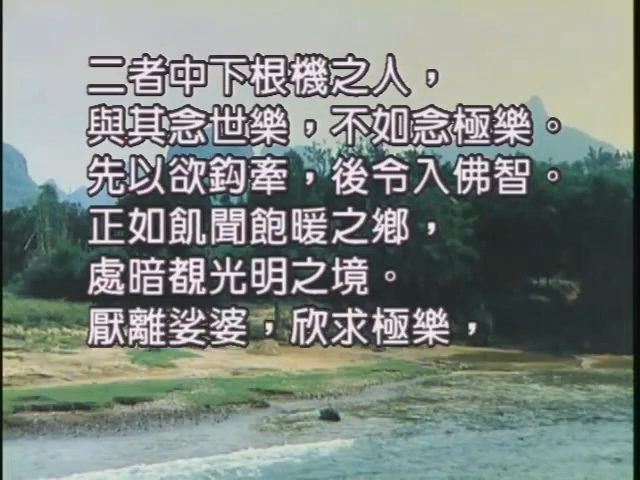 二者中下根機之人，
與其念世樂，不如念極樂。
先以欲鈎牽，後令入佛智。
正如飢聞飽暖之鄉，
處暗覩光明之境。
厭離娑婆，欣求極樂，